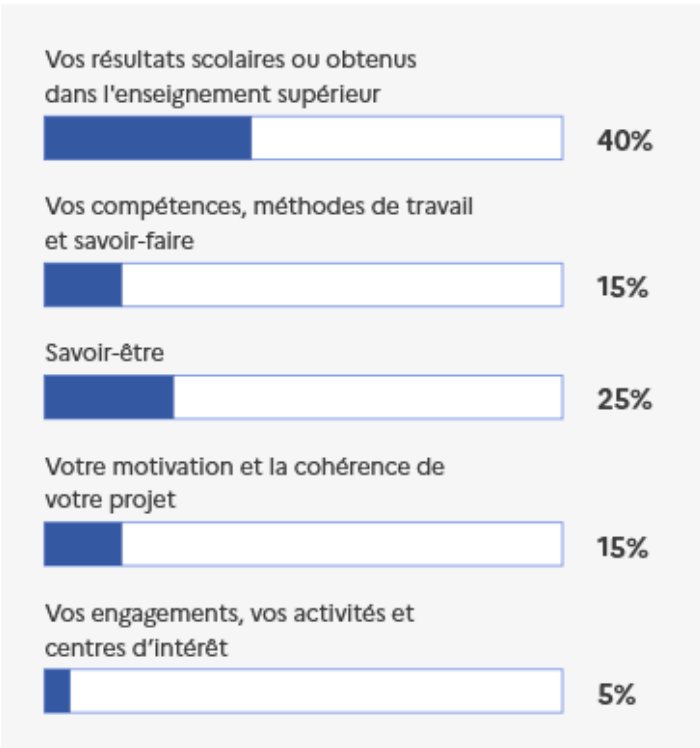 Vos résultats scolaires ou obtenus
dans l'enseignement supérieur
40%
Vos compétences, méthodes de travail
et savoir-faire
15%
Savoir-être
25%
Votre motivation et la cohérence de
votre projet
15%
Vos engagements, vos activités et
centres d’intérêt
5%